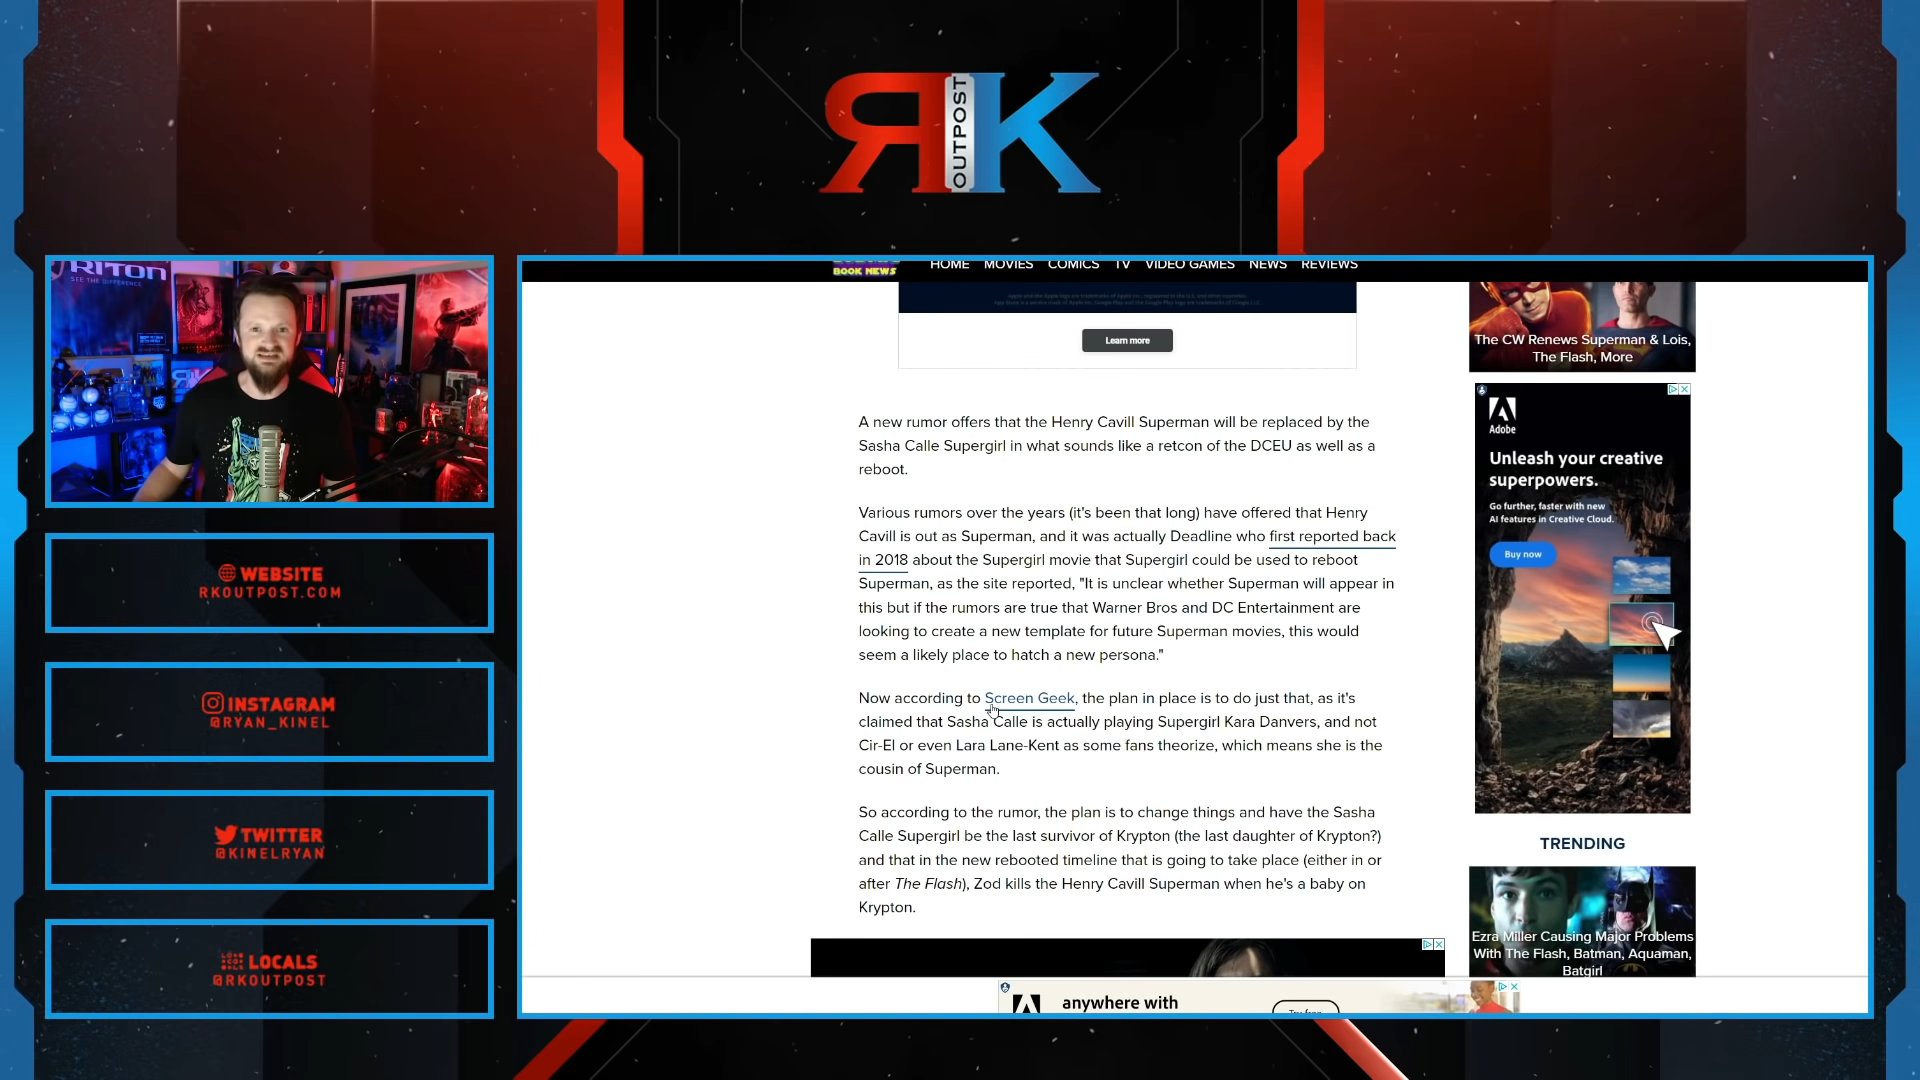 RK
OUTPOST
RITON
SEE THE DIFFERENCE
WEBSITE
RKOUTPOST.COM
INSTAGRAM
@RYAN_KINEL
TWITTER
@KINELRYAN
LOCALS
@RKOUTPOST
BOOK NEWS
HOME MOVIES COMICS TV VIDEO GAMES NEWS REVIEWS
Learn more
A new rumor offers that the Henry Cavill Superman will be replaced by the
Sasha Calle Supergirl in what sounds like a retcon of the DCEU as well as a
reboot.
Various rumors over the years (it's been that long) have offered that Henry
Cavill is out as Superman, and it was actually Deadline who first reported back
in 2018 about the Supergirl movie that Supergirl could be used to reboot
Superman, as the site reported, "It is unclear whether Superman will appear in
this but if the rumors are true that Warner Bros and DC Entertainment are
looking to create a new template for future Superman movies, this would
seem a likely place to hatch a new persona."
Now according to Screen Geek, the plan in place is to do just that, as it's
claimed that Sasha Calle is actually playing Supergirl Kara Danvers, and not
Cir-El or even Lara Lane-Kent as some fans theorize, which means she is the
cousin of Superman.
So according to the rumor, the plan is to change things and have the Sasha
Calle Supergirl be the last survivor of Krypton (the last daughter of Krypton?)
and that in the new rebooted timeline that is going to take place (either in or
after The Flash), Zod kills the Henry Cavill Superman when he's a baby on
Krypton.
anywhere with
The CW Renews Superman & Lois,
The Flash, More
Adobe
Unleash your creative
superpowers.
Go further, faster with new
AI features in Creative Cloud.
Buy now
TRENDING
Ezra Miller Causing Major Problems
With The Flash, Batman, Aquaman,
Batgirl